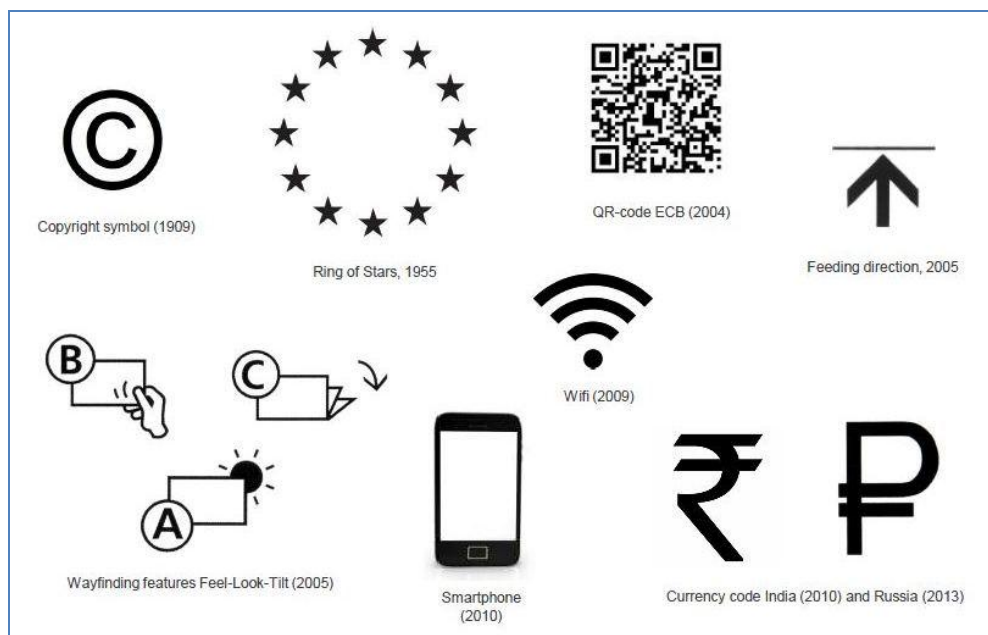 ©
Copyright symbol (1909)
Ring of Stars, 1955
QR-code ECB (2004)
Feeding direction, 2005
Wifi (2009)
B
C
A
Wayfinding features Feel-Look-Tilt (2005)
Smartphone
(2010)
₹ ₽
Currency code India (2010) and Russia (2013)